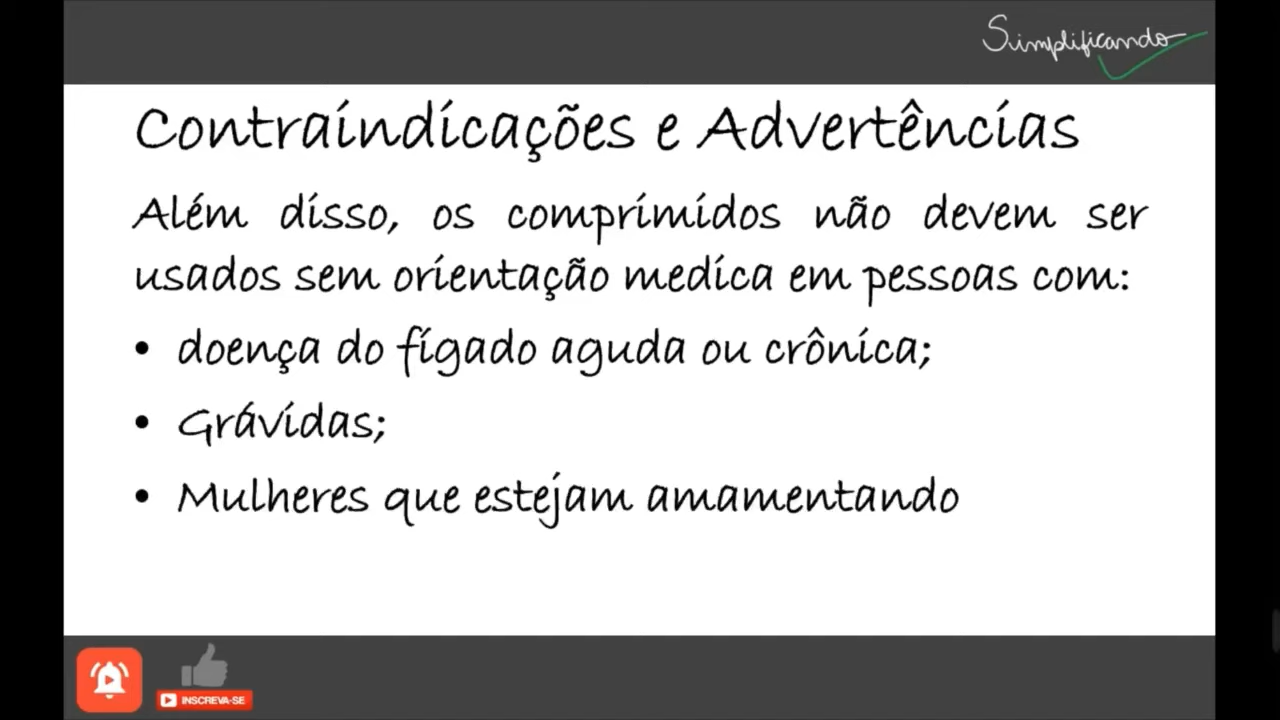 Simplificando
Contraindicações e Advertências
Além disso, os comprimidos não devem ser
usados sem orientação medica em pessoas com:
• doença do fígado aguda ou crônica;
• Grávidas;
• Mulheres que estejam amamentando
INSCREVA-SE